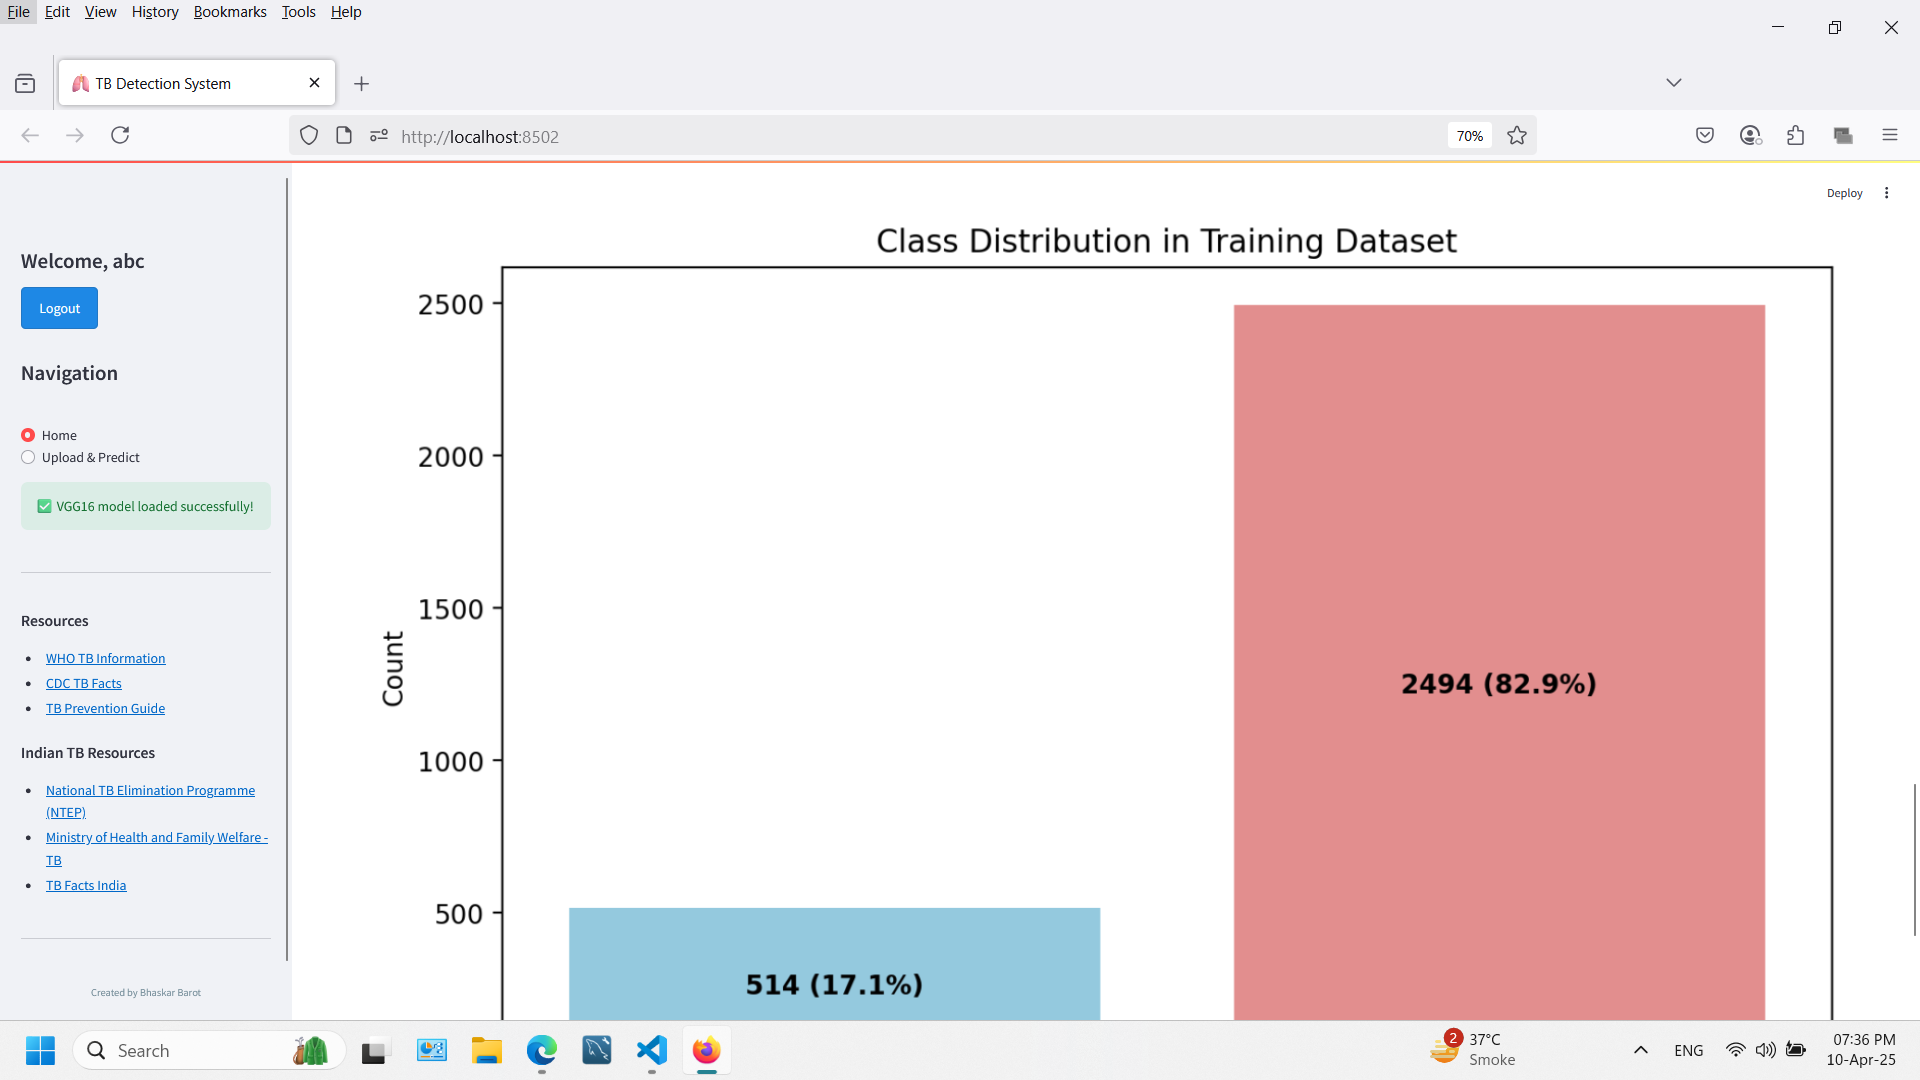 File Edit View History Bookmarks Tools Help
TB Detection System
http://localhost:8502
70%
Deploy
Welcome, abc
Logout
Navigation
Home
Upload & Predict
VGG16 model loaded successfully!
Resources
WHO TB Information
CDC TB Facts
TB Prevention Guide
Indian TB Resources
National TB Elimination Programme
(NTEP)
Ministry of Health and Family Welfare -
TB
TB Facts India
Created by Bhaskar Barot
Class Distribution in Training Dataset
2500
2000
1500
1000
500
Count
2494 (82.9%)
514 (17.1%)
Search
2
37°C
Smoke
ENG
07:36 PM
10-Apr-25